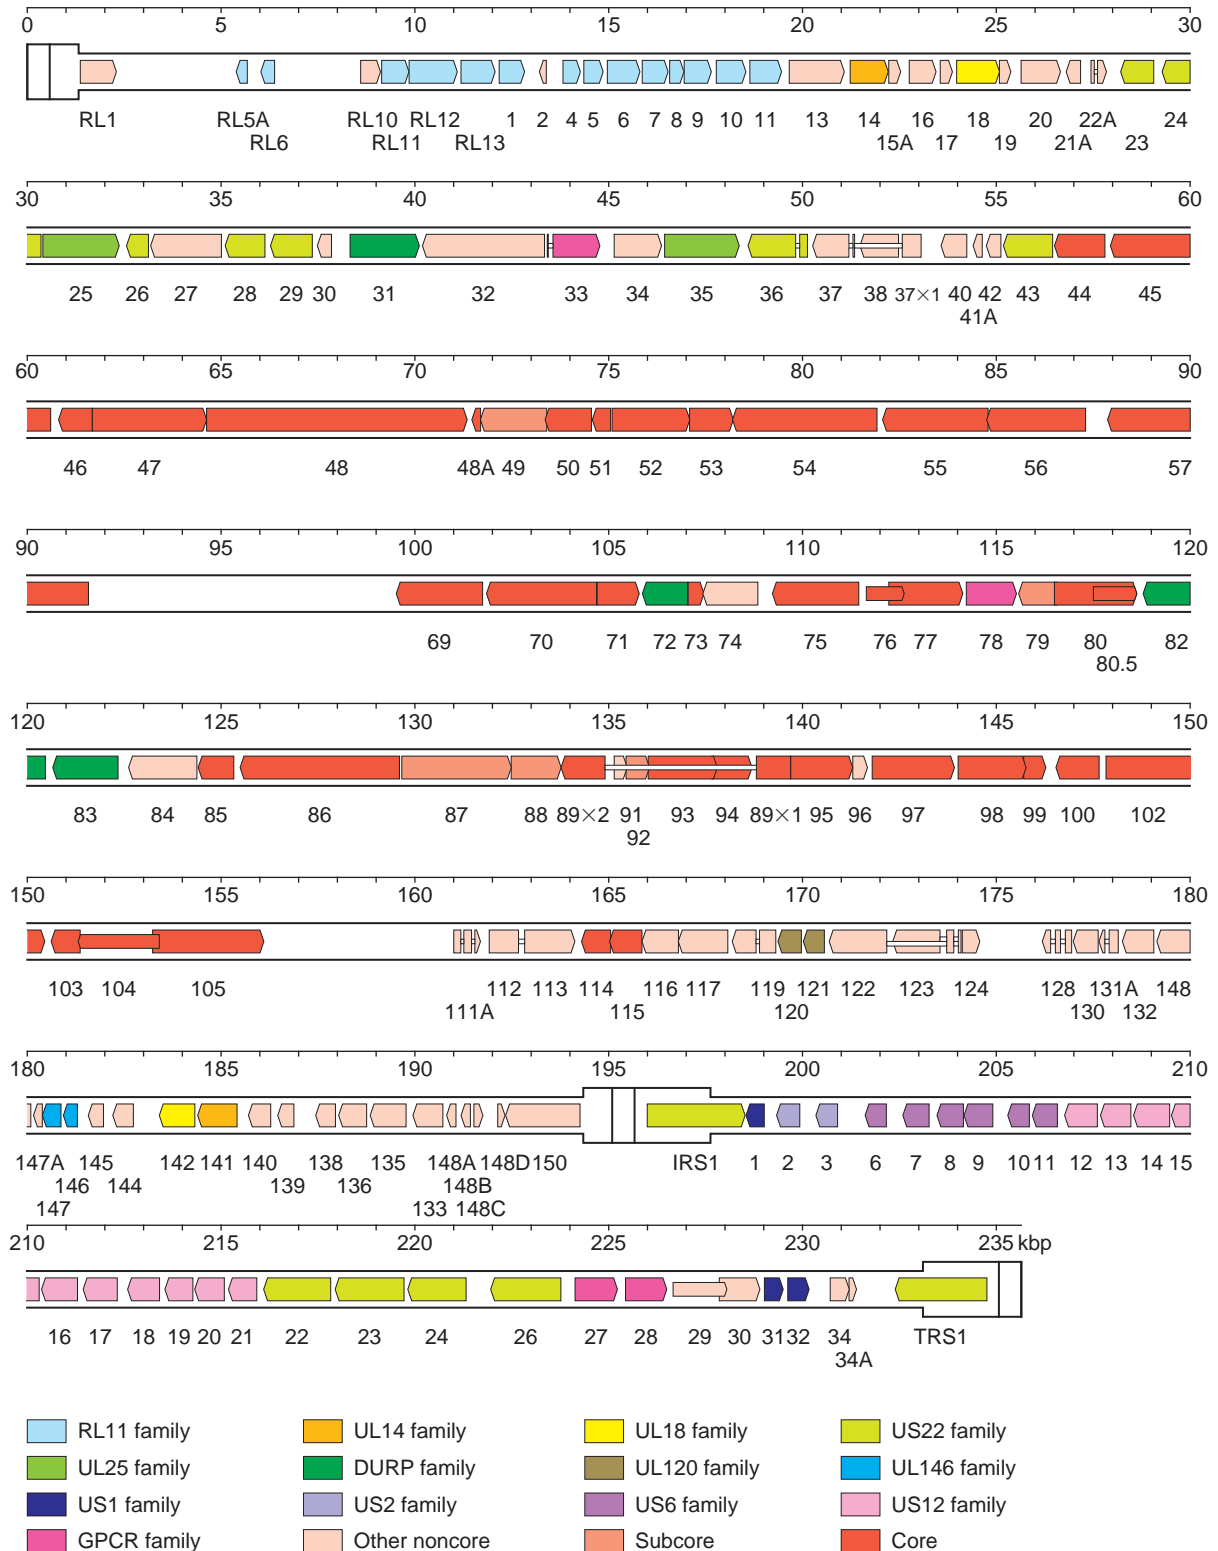 0 5 10 15 20 25 30
RL1 RL5A RL10 RL12 1 2 4 5 6 7 8 9 10 11 13 14 16 18 20 22A 24
RL6 RL11 RL13 15A 17 19 21A 23
30 35 40 45 50 55 60
25 26 27 28 29 30 31 32 33 34 35 36 37 38 37×1 40 42 43 44 45
41A
60 65 70 75 80 85 90
46 47 48 48A 49 50 51 52 53 54 55 56 57
90 95 100 105 110 115 120
69 70 71 72 73 74 75 76 77 78 79 80 82
80.5
120 125 130 135 140 145 150
83 84 85 86 87 88 89×2 91 93 94 89×1 95 96 97 98 99 100 102
92
150 155 160 165 170 175 180
103 104 105 112 113 114 116 117 119 121 122 123 124 128 131A 148
111A 115 120 130 132
180 185 190 195 200 205 210
147A 145 142 141 140 138 135 148A 148D 150 IRS1 1 2 3 6 7 8 9 10 11 12 13 14 15
146 144 139 136 148B
147 133 148C
210 215 220 225 230 235 kbp
16 17 18 19 20 21 22 23 24 26 27 28 29 30 31 32 34 TRS1
34A
RL11 family UL14 family UL18 family US22 family
UL25 family DURP family UL120 family UL146 family
US1 family US2 family US6 family US12 family
GPCR family Other noncore Subcore Core